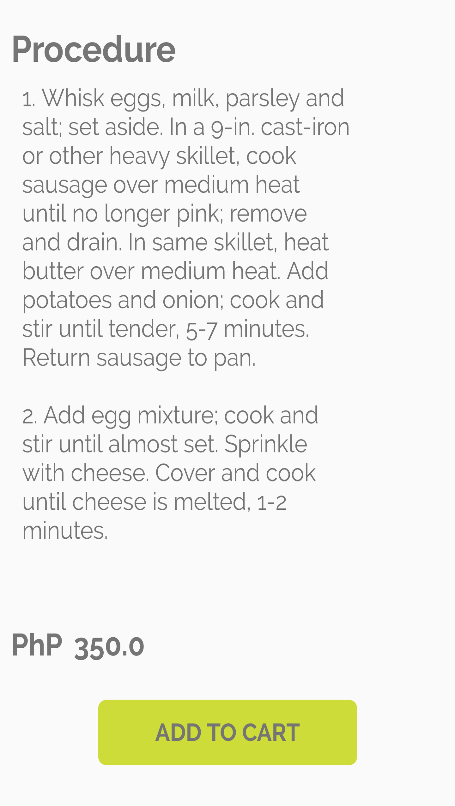 Procedure
1. Whisk eggs, milk, parsley and
salt; set aside. In a 9-in. cast-iron
or other heavy skillet, cook
sausage over medium heat
until no longer pink; remove
and drain. In same skillet, heat
butter over medium heat. Add
potatoes and onion; cook and
stir until tender, 5-7 minutes.
Return sausage to pan.
2. Add egg mixture; cook and
stir until almost set. Sprinkle
with cheese. Cover and cook
until cheese is melted, 1-2
minutes.
PhP 350.0
ADD TO CART